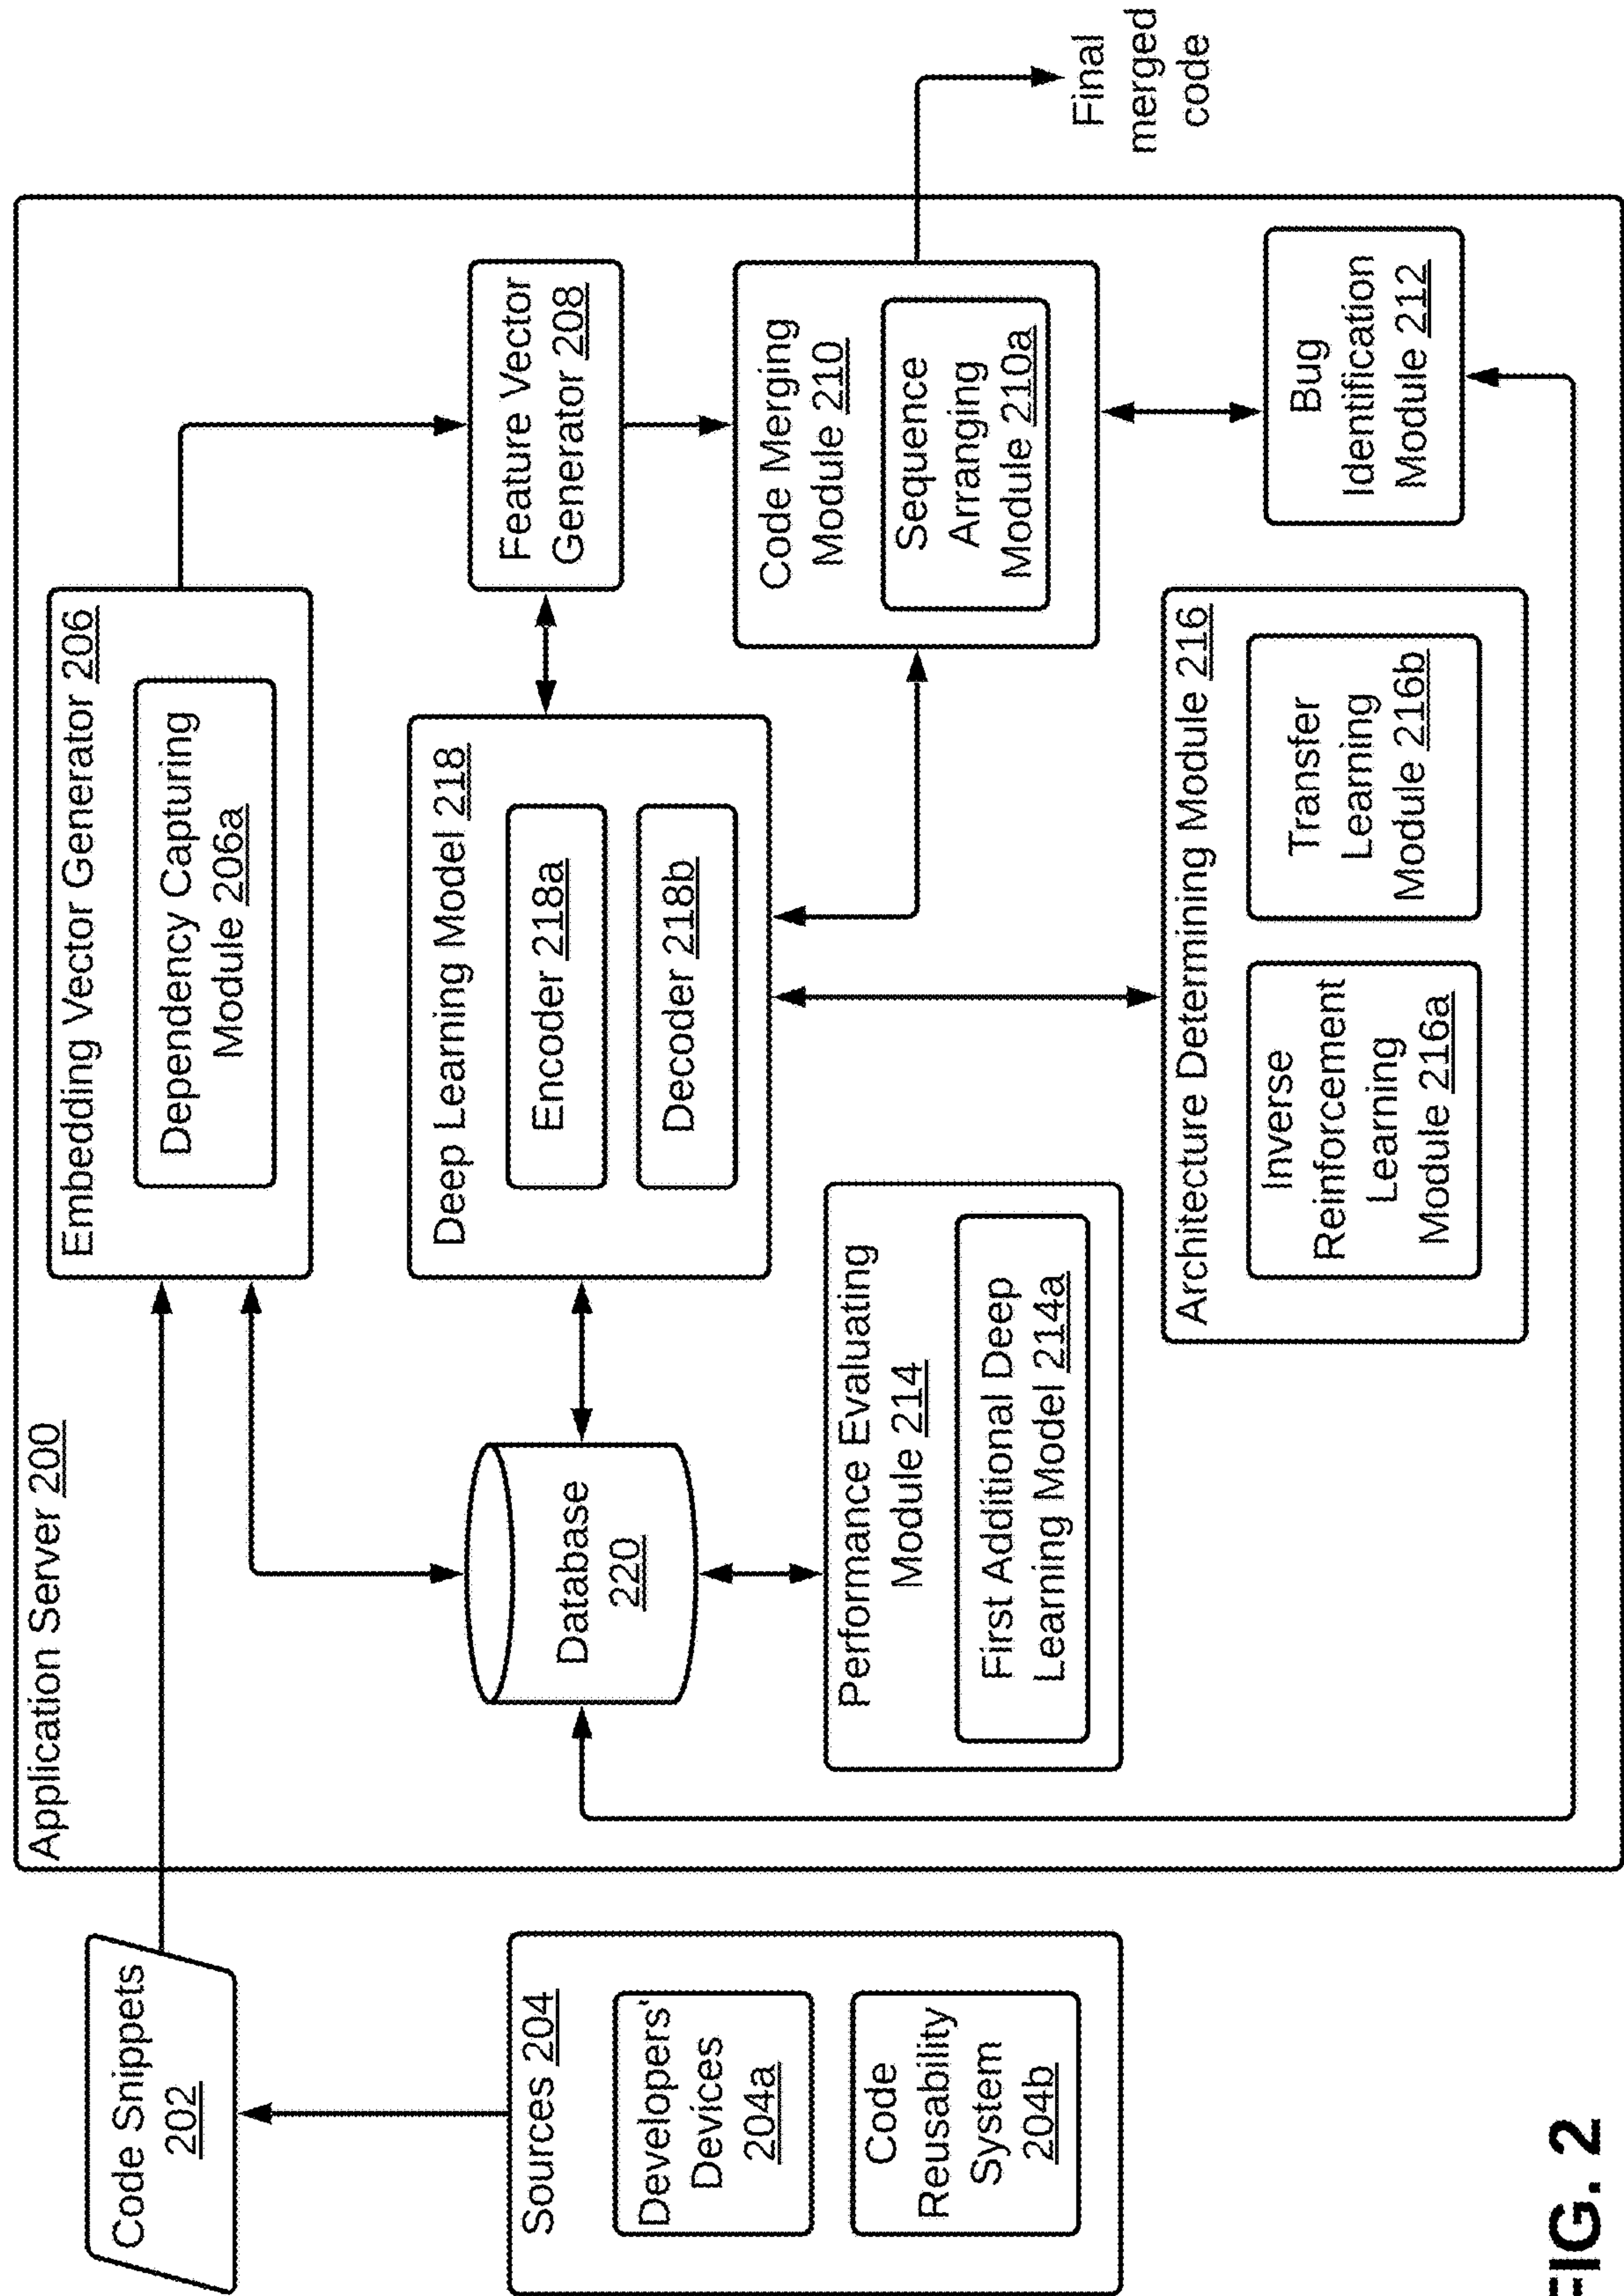 Code Snippets
202
Sources 204
Developers'
Devices
204a
Code
Reusability
System
204b
Application Server 200
Embedding Vector Generator 206
Dependency Capturing
Module 206a
Database
220
Deep Learning Model 218
Encoder 218a
Decoder 218b
Feature Vector
Generator 208
Performance Evaluating
Module 214
First Additional Deep
Learning Model 214a
Code Merging
Module 210
Sequence
Arranging
Module 210a
Architecture Determining Module 216
Inverse
Reinforcement
Learning
Module 216a
Transfer
Learning
Module 216b
Bug
Identification
Module 212
Final
merged
code
FIG. 2